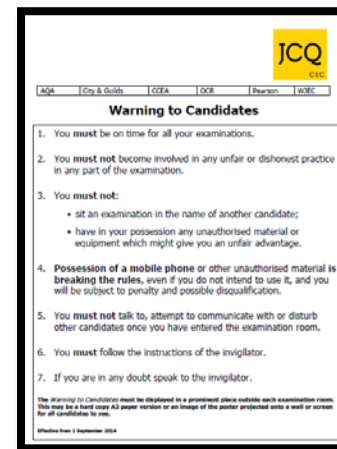 JCQ
CIC
AQA City & Guilds CCEA OCR Pearson WJEC
Warning to Candidates
1. You must be on time for all your examinations.
2. You must not become involved in any unfair or dishonest practice
in any part of the examination.
3. You must not:
• sit an examination in the name of another candidate;
• have in your possession any unauthorised material or
equipment which might give you an unfair advantage.
4. Possession of a mobile phone or other unauthorised material is
breaking the rules, even if you do not intend to use it, and you
will be subject to penalty and possible disqualification.
5. You must not talk to, attempt to communicate with or disturb
other candidates once you have entered the examination room.
6. You must follow the instructions of the invigilator.
7. If you are in any doubt speak to the invigilator.
The Warning to Candidates must be displayed in a prominent place outside each examination room.
This may be a hard copy A3 paper version or an image of the poster projected onto a wall or screen
for all candidates to see.
Effective from 1 September 2014